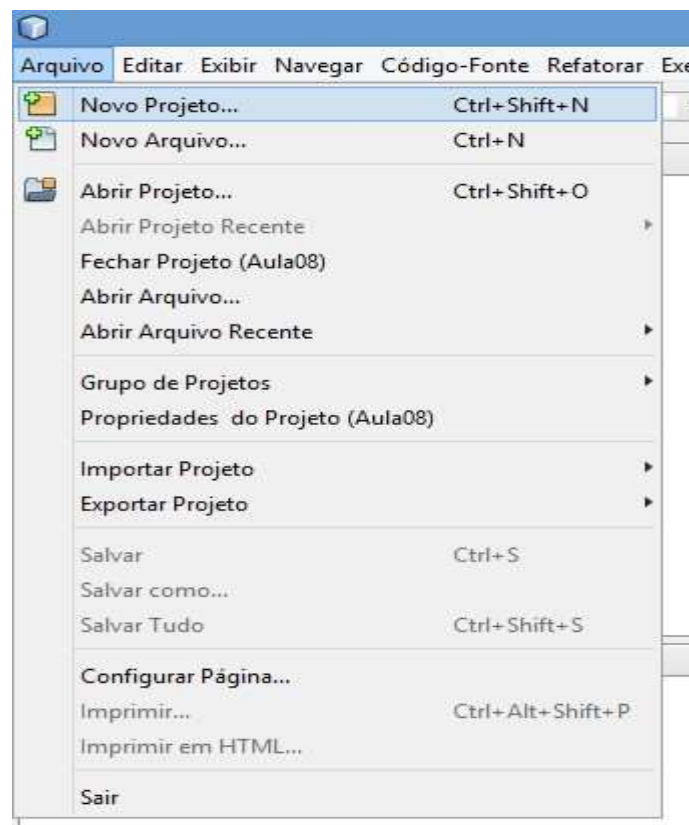 Arquivo Editar Exibir Navegar Código-Fonte Refatorar
Novo Projeto... Ctrl+Shift+N
Novo Arquivo... Ctrl+N
Abrir Projeto... Ctrl+Shift+O
Abrir Projeto Recente
Fechar Projeto (Aula08)
Abrir Arquivo...
Abrir Arquivo Recente
Grupo de Projetos
Propriedades do Projeto (Aula08)
Importar Projeto
Exportar Projeto
Salvar Ctrl+S
Salvar como...
Salvar Tudo Ctrl+Shift+S
Configurar Página...
Imprimir... Ctrl+Alt+Shift+P
Imprimir em HTML...
Sair